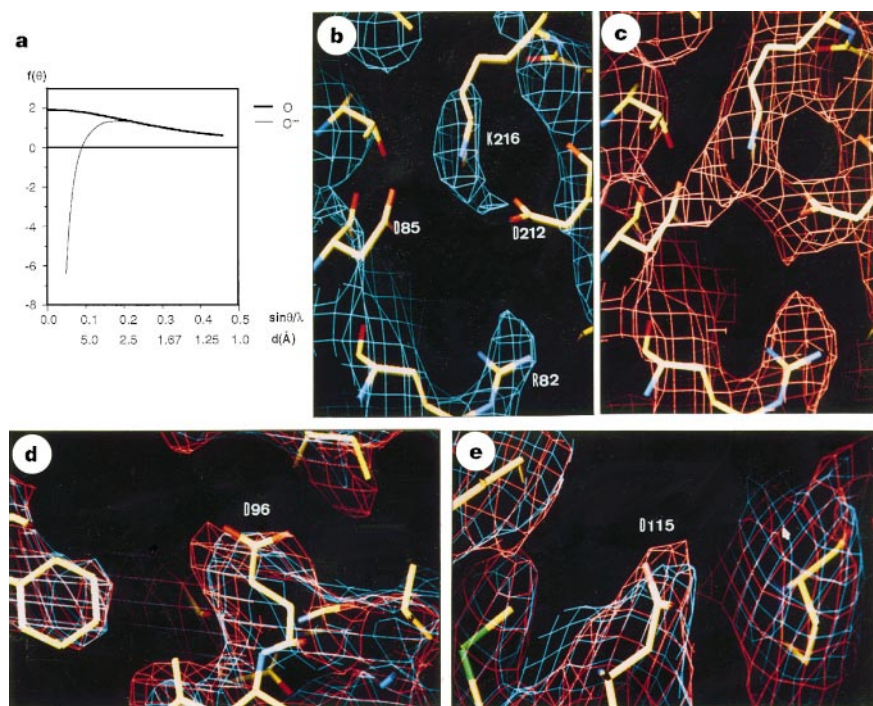 a
f(θ)
2
0
-2
-4
-6
-8
0.0 0.1 0.2 0.3 0.4 0.5 sinθ/λ
5.0 2.5 1.67 1.25 1.0 d(Å)
O
O⁻
b
K216
D85
D212
R82
c
d
D96
e
D115